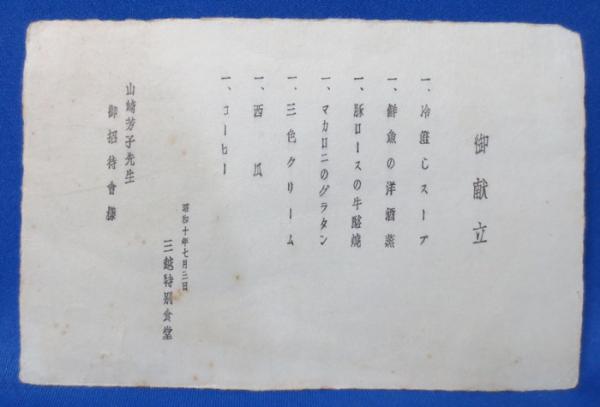 御献立
一、冷澄しスープ
一、鮮魚の洋酒蒸
一、豚ロースの牛酪焼
一、マカロニのグラタン
一、三色クリーム
一、西瓜
一、コーヒー
昭和十年七月三日
三越特別食堂
山崎芳子先生
御招待會樣